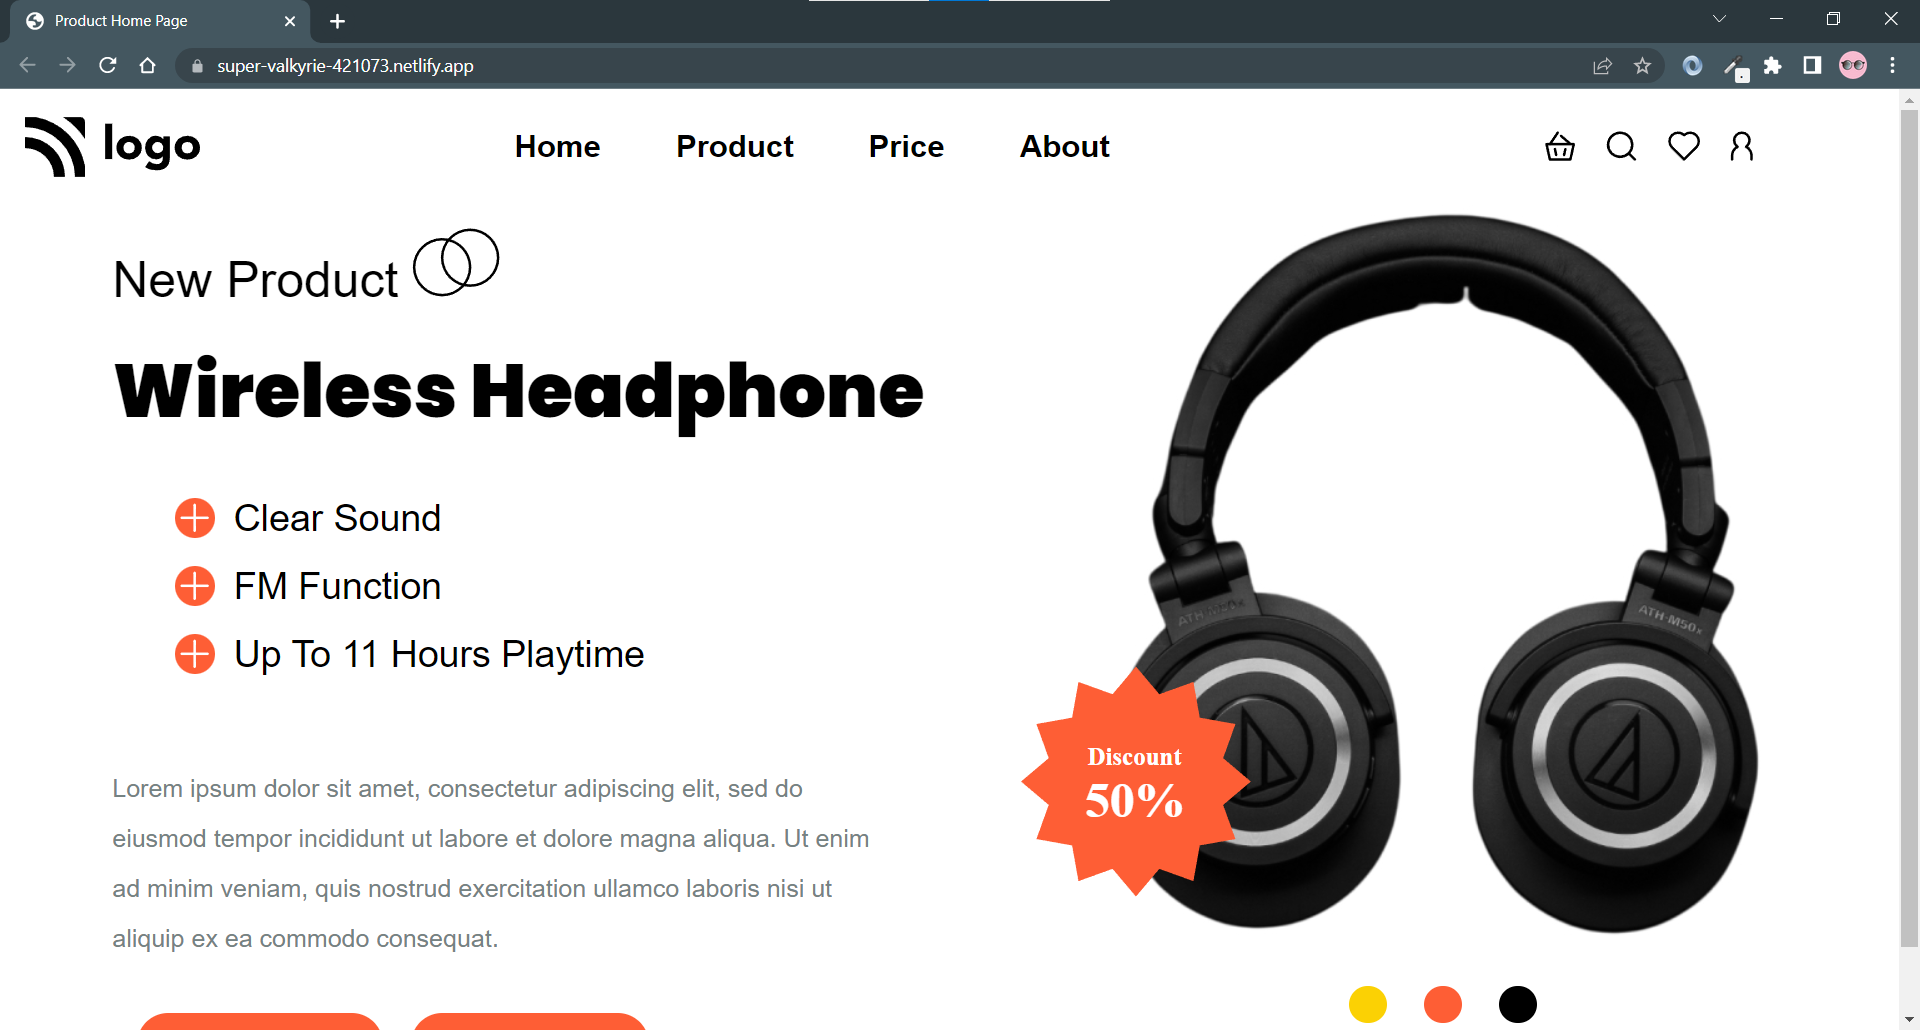 Product Home Page
super-valkyrie-421073.netlify.app
logo
Home
Product
Price
About
New Product
Wireless Headphone
Clear Sound
FM Function
Up To 11 Hours Playtime
Lorem ipsum dolor sit amet, consectetur adipiscing elit, sed do
eiusmod tempor incididunt ut labore et dolore magna aliqua. Ut enim
ad minim veniam, quis nostrud exercitation ullamco laboris nisi ut
aliquip ex ea commodo consequat.
ATH-M50x
ATH-M50x
Discount
50%